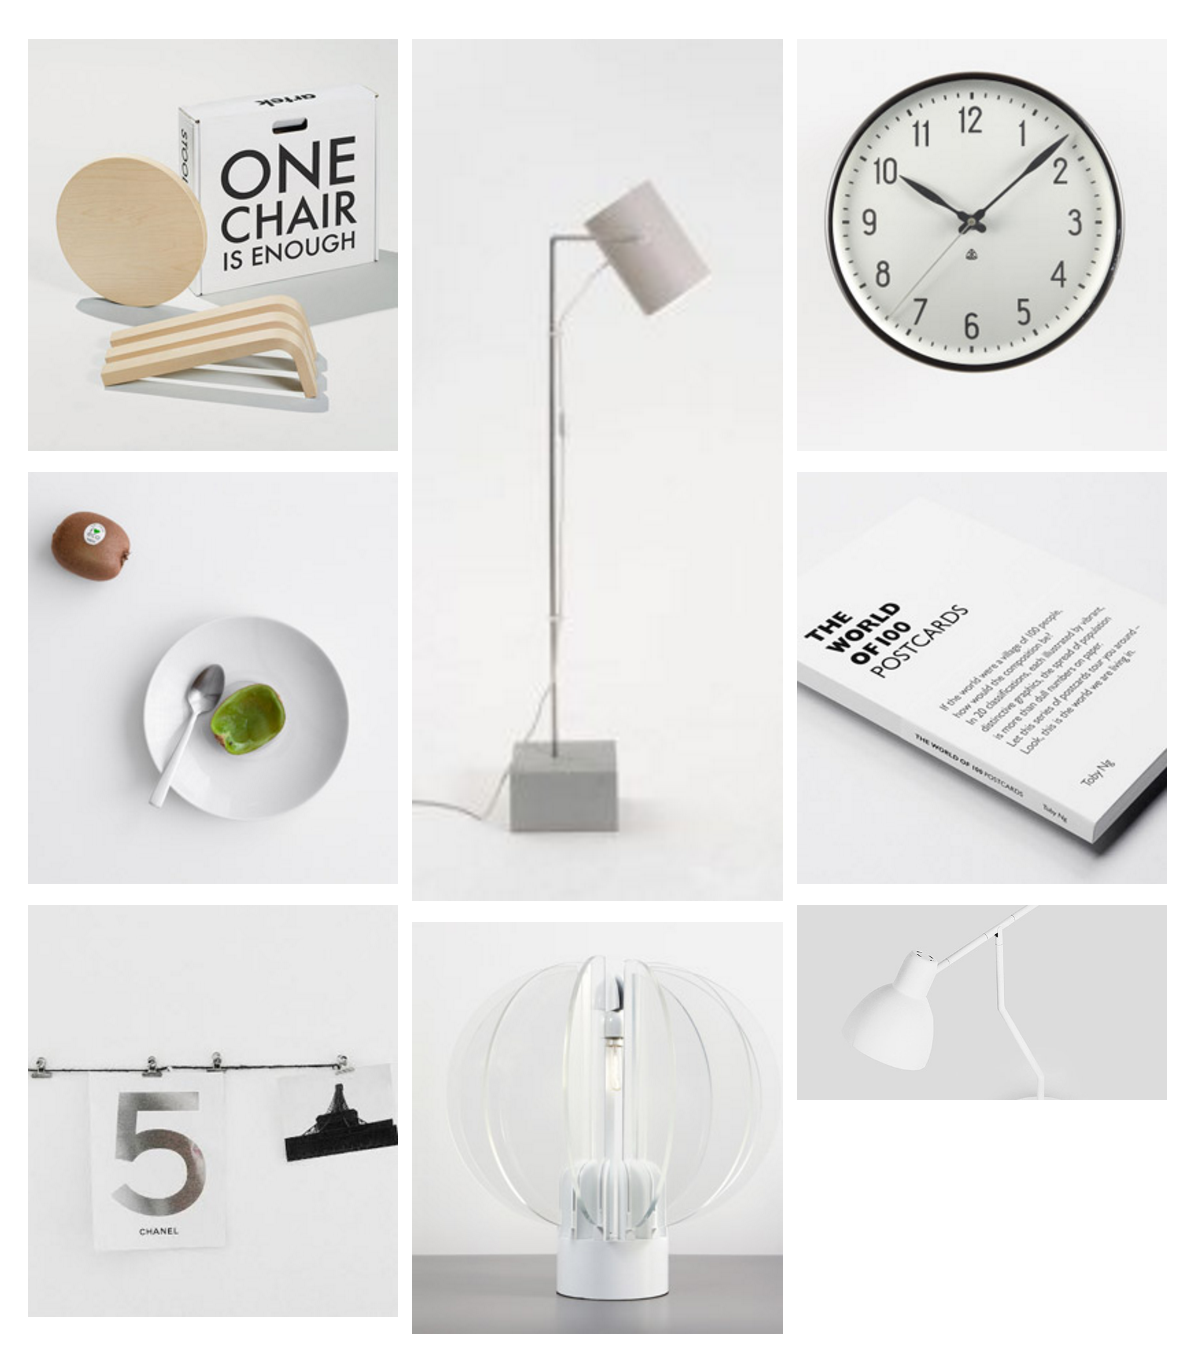 artek
STOOL
ONE
CHAIR
IS ENOUGH
12
1
2
3
4
5
6
7
8
9
10
11
eco
THE
WORLD
OF 100
POSTCARDS
If the world were a village of 100 people,
how would the composition be?
In 20 classifications, each illustrated by vibrant,
distinctive graphics, the spread of population
is more than dull numbers on paper.
Let this series of postcards tour you around –
Look, this is the world we are living in.
Toby Ng
THE WORLD OF 100 POSTCARDS
Toby Ng
5
CHANEL